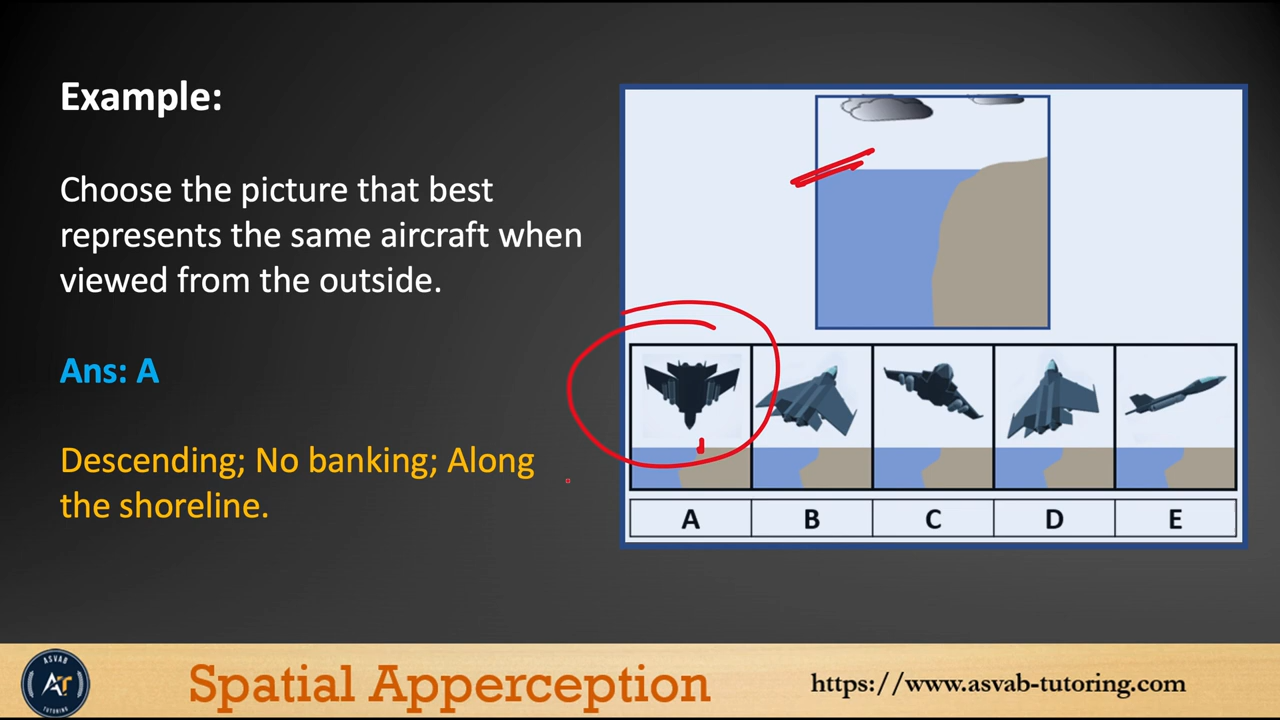 Example:
Choose the picture that best
represents the same aircraft when
viewed from the outside.
Ans: A
Descending; No banking; Along
the shoreline.
A B C D E
ASVAB
AT
TUTORING
Spatial Apperception
https://www.asvab-tutoring.com